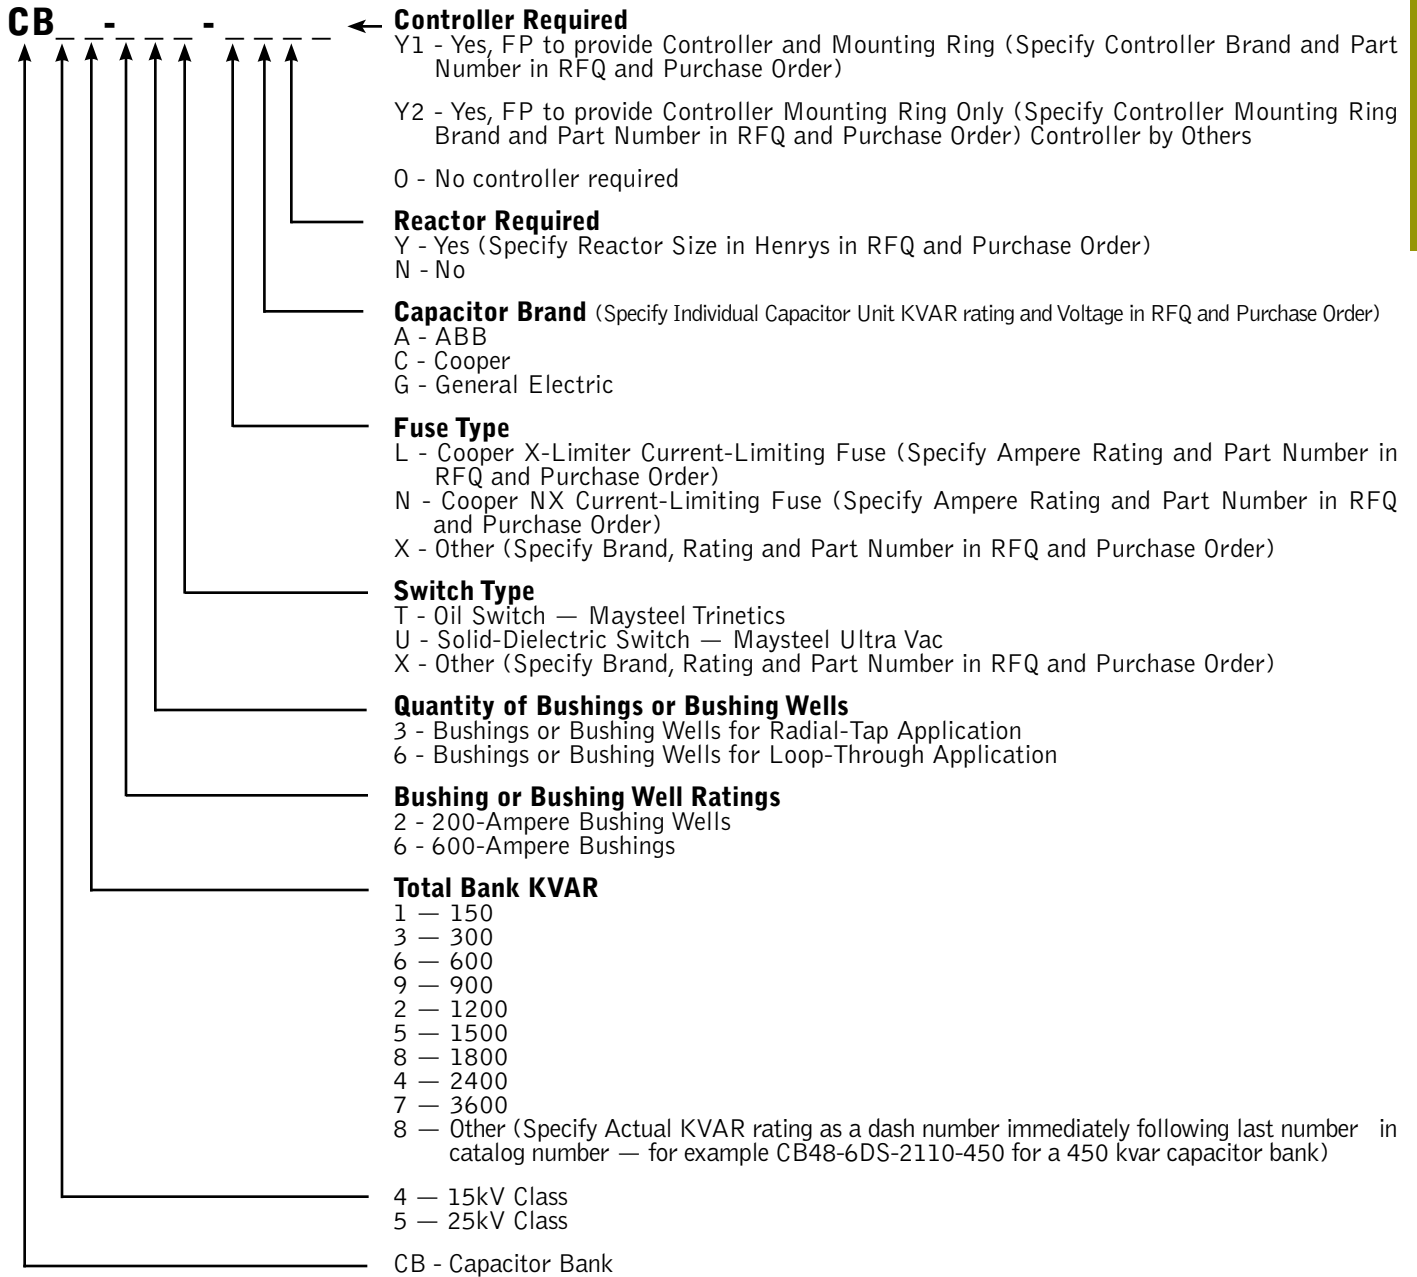 CB_ _-_ _ _ - _ _ _ _
Controller Required
Y1 - Yes, FP to provide Controller and Mounting Ring (Specify Controller Brand and Part
Number in RFQ and Purchase Order)
Y2 - Yes, FP to provide Controller Mounting Ring Only (Specify Controller Mounting Ring
Brand and Part Number in RFQ and Purchase Order) Controller by Others
0 - No controller required
Reactor Required
Y - Yes (Specify Reactor Size in Henrys in RFQ and Purchase Order)
N - No
Capacitor Brand (Specify Individual Capacitor Unit KVAR rating and Voltage in RFQ and Purchase Order)
A - ABB
C - Cooper
G - General Electric
Fuse Type
L - Cooper X-Limiter Current-Limiting Fuse (Specify Ampere Rating and Part Number in
RFQ and Purchase Order)
N - Cooper NX Current-Limiting Fuse (Specify Ampere Rating and Part Number in RFQ
and Purchase Order)
X - Other (Specify Brand, Rating and Part Number in RFQ and Purchase Order)
Switch Type
T - Oil Switch — Maysteel Trinetics
U - Solid-Dielectric Switch — Maysteel Ultra Vac
X - Other (Specify Brand, Rating and Part Number in RFQ and Purchase Order)
Quantity of Bushings or Bushing Wells
3 - Bushings or Bushing Wells for Radial-Tap Application
6 - Bushings or Bushing Wells for Loop-Through Application
Bushing or Bushing Well Ratings
2 - 200-Ampere Bushing Wells
6 - 600-Ampere Bushings
Total Bank KVAR
1 — 150
3 — 300
6 — 600
9 — 900
2 — 1200
5 — 1500
8 — 1800
4 — 2400
7 — 3600
8 — Other (Specify Actual KVAR rating as a dash number immediately following last number in
catalog number — for example CB48-6DS-2110-450 for a 450 kvar capacitor bank)
4 — 15kV Class
5 — 25kV Class
CB - Capacitor Bank